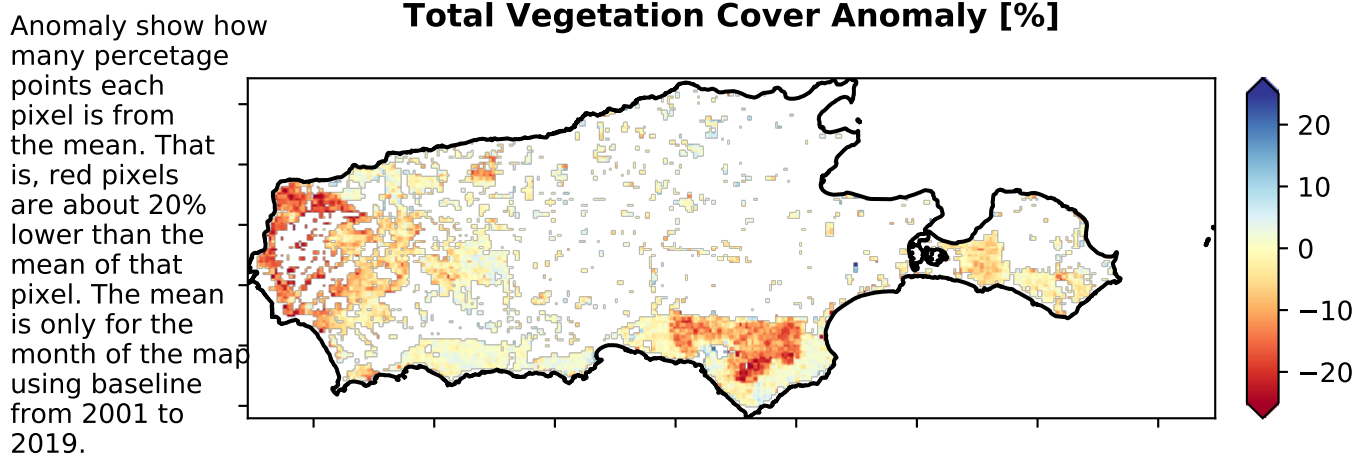 Total Vegetation Cover Anomaly [%]
Anomaly show how
many percetage
points each
pixel is from
the mean. That
is, red pixels
are about 20%
lower than the
mean of that
pixel. The mean
is only for the
month of the map
using baseline
from 2001 to
2019.
20
10
0
−10
−20